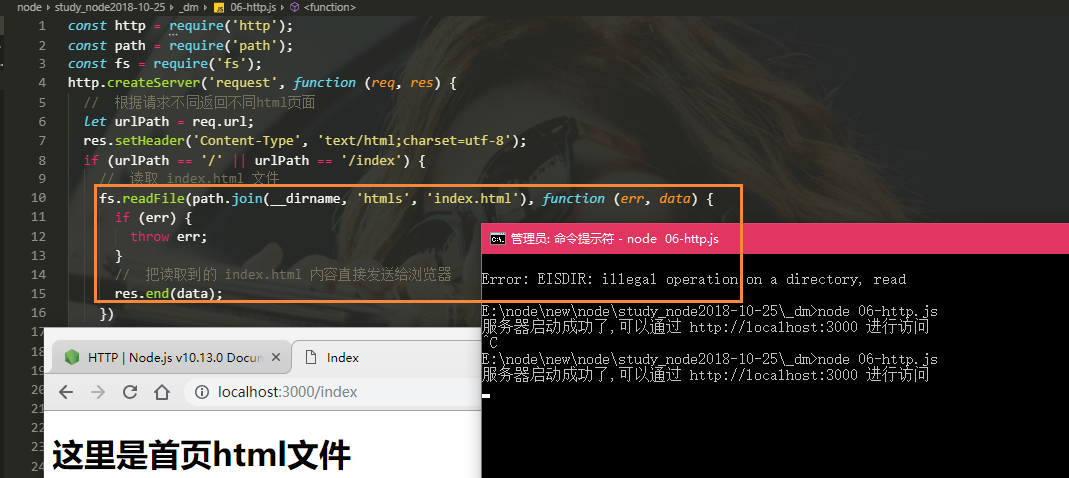 node › study_node2018-10-25 › _dm › JS 06-http.js › <function>
1 const http = require('http');
2 const path = require('path');
3 const fs = require('fs');
4 http.createServer('request', function (req, res) {
5 // 根据请求不同返回不同html页面
6 let urlPath = req.url;
7 res.setHeader('Content-Type', 'text/html;charset=utf-8');
8 if (urlPath == '/' || urlPath == '/index') {
9 // 读取 index.html 文件
10 fs.readFile(path.join(__dirname, 'htmls', 'index.html'), function (err, data) {
11 if (err) {
12 throw err;
13 }
14 // 把读取到的 index.html 内容直接发送给浏览器
15 res.end(data);
16 })
17
18
19
20
21
22
23
24
管理员: 命令提示符 - node 06-http.js
Error: EISDIR: illegal operation on a directory, read
E:\node\new\node\study_node2018-10-25\_dm>node 06-http.js
服务器启动成功了,可以通过 http://localhost:3000 进行访问
^C
E:\node\new\node\study_node2018-10-25\_dm>node 06-http.js
服务器启动成功了,可以通过 http://localhost:3000 进行访问
HTTP | Node.js v10.13.0 Docun
Index
localhost:3000/index
这里是首页html文件